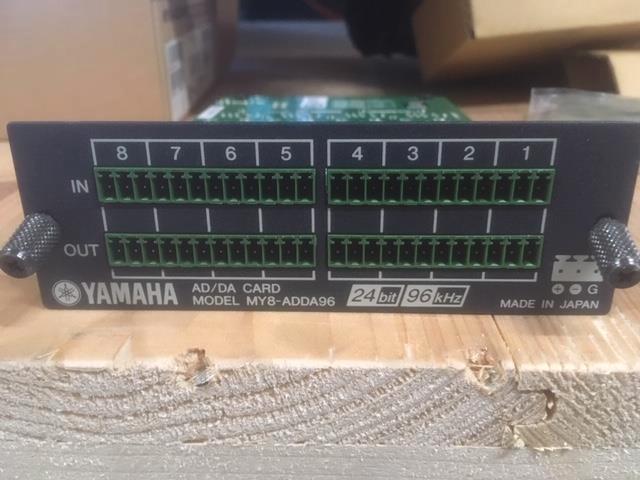 8 7 6 5 4 3 2 1
IN
OUT
YAMAHA
AD/DA CARD
MODEL MY8-ADDA96
24bit 96kHz
+ − G
MADE IN JAPAN